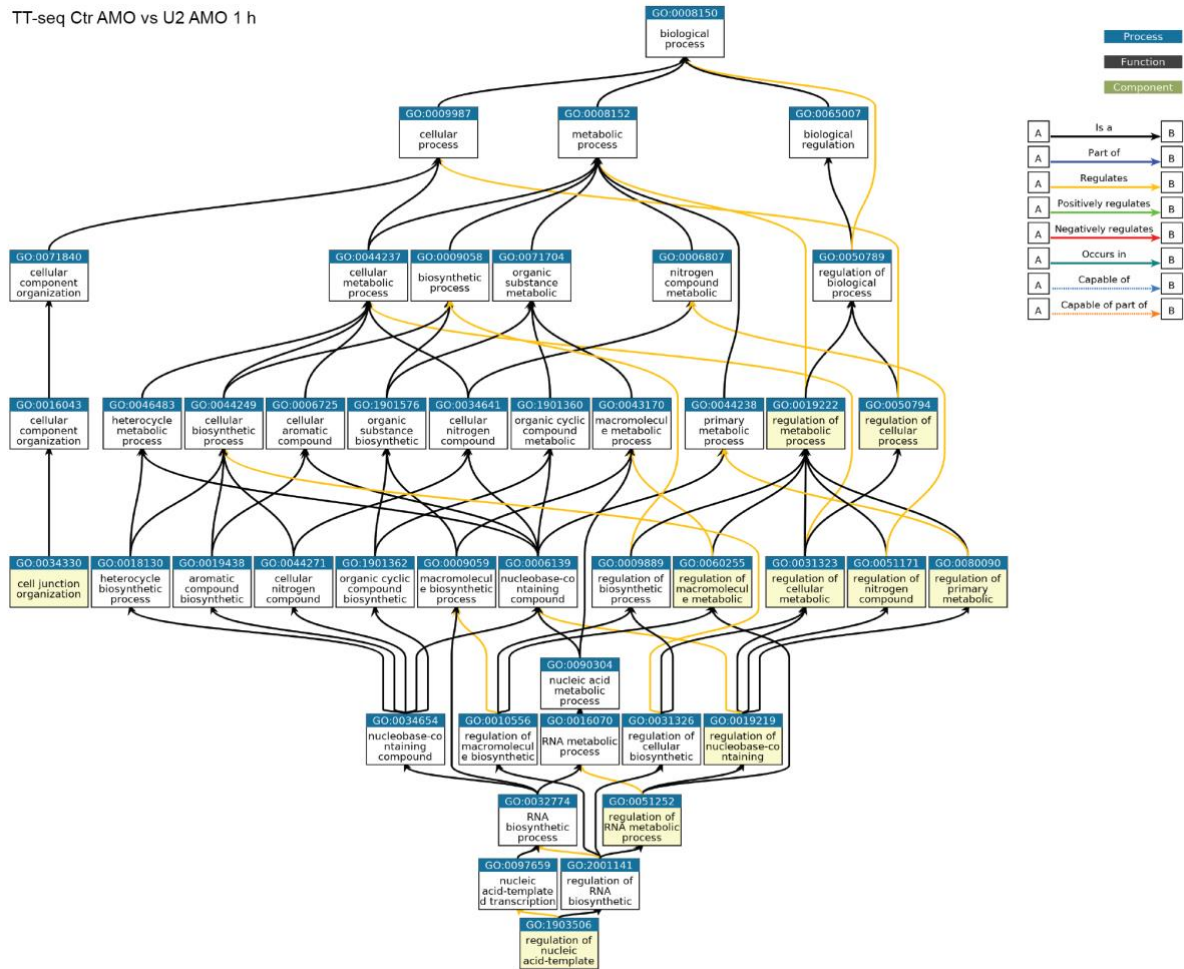 TT-seq Ctr AMO vs U2 AMO 1 h
GO:0008150
biological
process
Process
Function
Component
A Is a B
A Part of B
A Regulates B
A Positively regulates B
A Negatively regulates B
A Occurs in B
A Capable of B
A Capable of part of B
GO:0009987
cellular
process
GO:0008152
metabolic
process
GO:0065007
biological
regulation
GO:0071840
cellular
component
organization
GO:0044237
cellular
metabolic
process
GO:0009058
biosynthetic
process
GO:0071704
organic
substance
metabolic
GO:0006807
nitrogen
compound
metabolic
GO:0050789
regulation of
biological
process
GO:0016043
cellular
component
organization
GO:0046483
heterocycle
metabolic
process
GO:0044249
cellular
biosynthetic
process
GO:0006725
cellular
aromatic
compound
GO:1901576
organic
substance
biosynthetic
GO:0034641
cellular
nitrogen
compound
GO:1901360
organic cyclic
compound
metabolic
GO:0043170
macromolecul
e metabolic
process
GO:0044238
primary
metabolic
process
GO:0019222
regulation of
metabolic
process
GO:0050794
regulation of
cellular
process
GO:0034330
cell junction
organization
GO:0018130
heterocycle
biosynthetic
process
GO:0019438
aromatic
compound
biosynthetic
GO:0044271
cellular
nitrogen
compound
GO:1901362
organic cyclic
compound
biosynthetic
GO:0009059
macromolecul
e biosynthetic
process
GO:0006139
nucleobase-co
ntaining
compound
GO:0009889
regulation of
biosynthetic
process
GO:0060255
regulation of
macromolecul
e metabolic
GO:0031323
regulation of
cellular
metabolic
GO:0051171
regulation of
nitrogen
compound
GO:0080090
regulation of
primary
metabolic
GO:0090304
nucleic acid
metabolic
process
GO:0034654
nucleobase-co
ntaining
compound
GO:0010556
regulation of
macromolecul
e biosynthetic
GO:0016070
RNA metabolic
process
GO:0031326
regulation of
cellular
biosynthetic
GO:0019219
regulation of
nucleobase-co
ntaining
GO:0032774
RNA
biosynthetic
process
GO:0051252
regulation of
RNA metabolic
process
GO:0097659
nucleic
acid-template
d transcription
GO:2001141
regulation of
RNA
biosynthetic
GO:1903506
regulation of
nucleic
acid-template